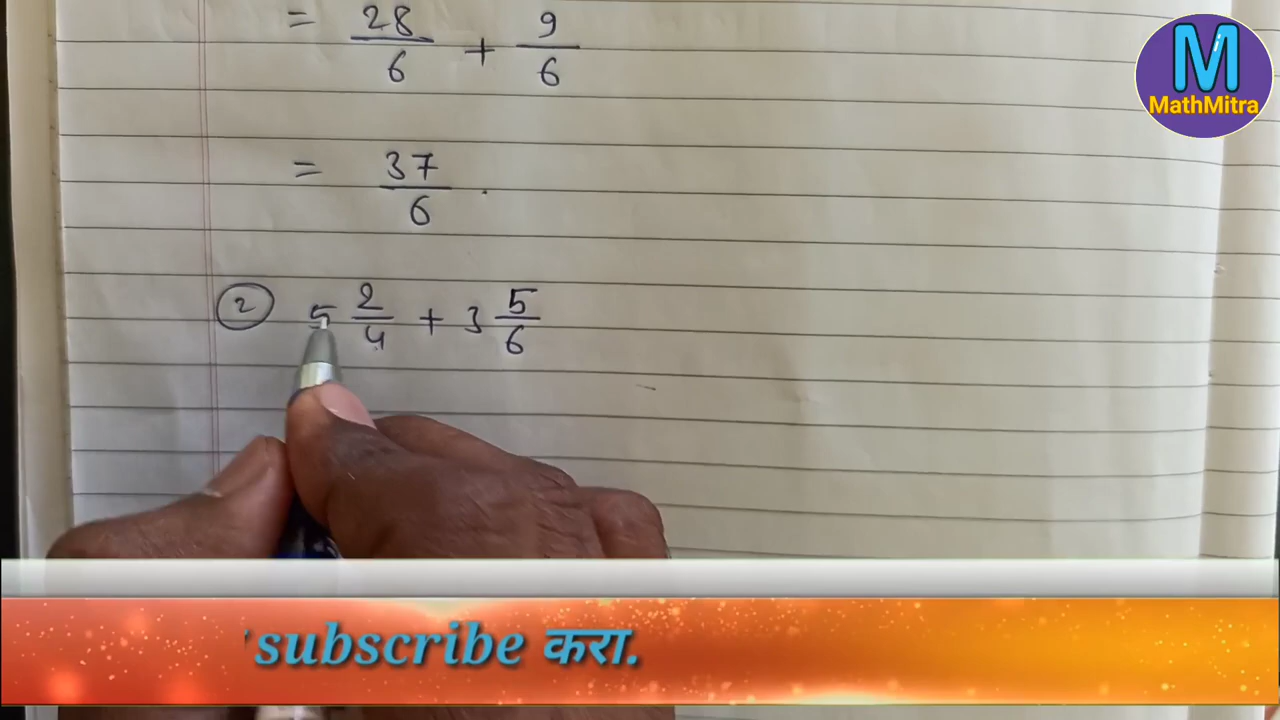 = 28/6 + 9/6
M
MathMitra
= 37/6 .
② 5 2/4 + 3 5/6
subscribe करा.